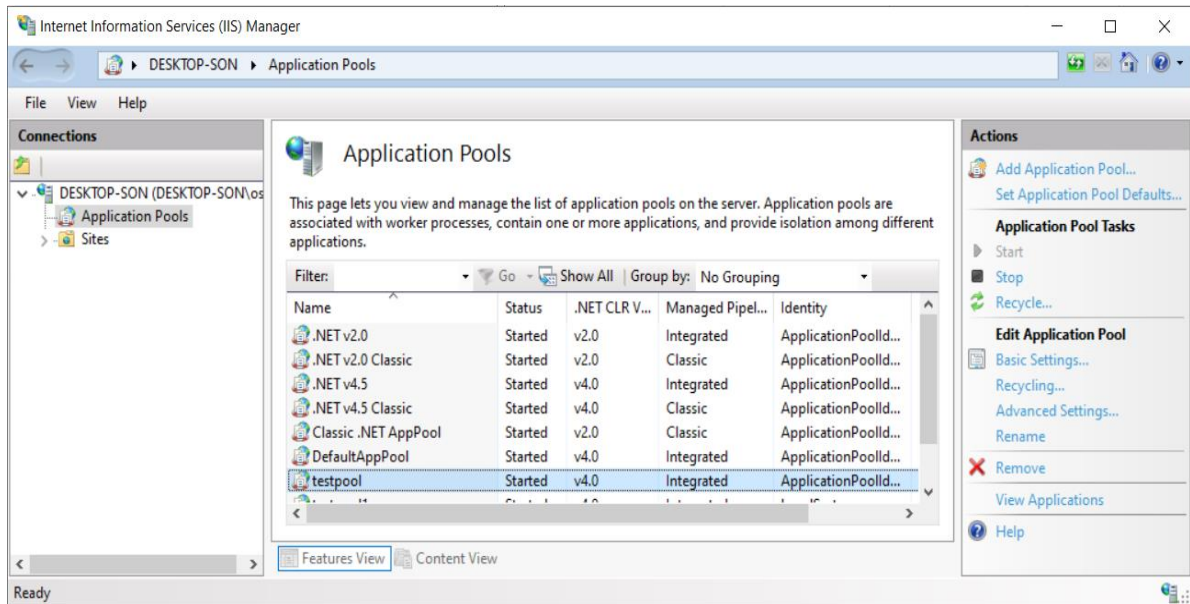 Internet Information Services (IIS) Manager
DESKTOP-SON Application Pools
File View Help
Connections
DESKTOP-SON (DESKTOP-SON\os
Application Pools
Sites
Application Pools
This page lets you view and manage the list of application pools on the server. Application pools are
associated with worker processes, contain one or more applications, and provide isolation among different
applications.
Filter: Go Show All Group by: No Grouping
Name Status .NET CLR V... Managed Pipel... Identity
.NET v2.0 Started v2.0 Integrated ApplicationPoolId...
.NET v2.0 Classic Started v2.0 Classic ApplicationPoolId...
.NET v4.5 Started v4.0 Integrated ApplicationPoolId...
.NET v4.5 Classic Started v4.0 Classic ApplicationPoolId...
Classic .NET AppPool Started v2.0 Classic ApplicationPoolId...
DefaultAppPool Started v4.0 Integrated ApplicationPoolId...
testpool Started v4.0 Integrated ApplicationPoolId...
Features View Content View
Actions
Add Application Pool...
Set Application Pool Defaults...
Application Pool Tasks
Start
Stop
Recycle...
Edit Application Pool
Basic Settings...
Recycling...
Advanced Settings...
Rename
Remove
View Applications
Help
Ready